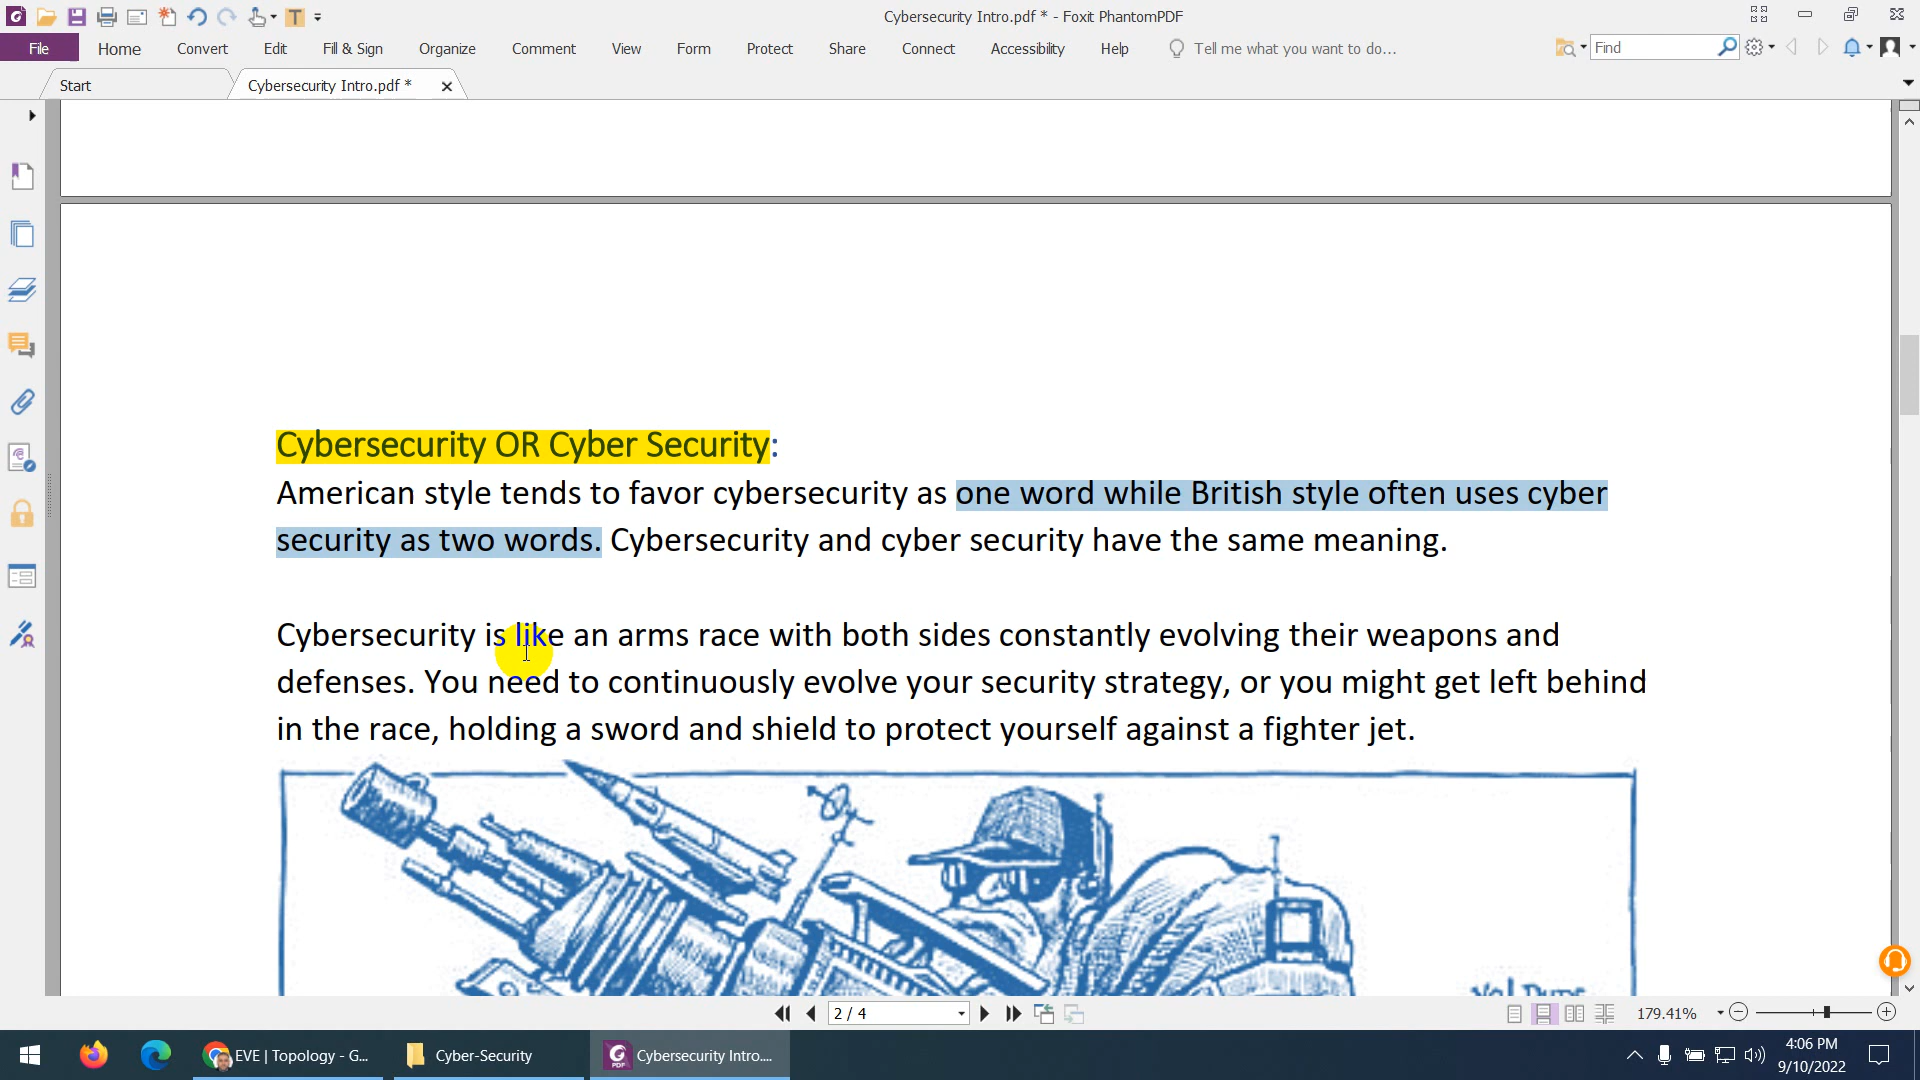 Cybersecurity Intro.pdf * - Foxit PhantomPDF
File Home Convert Edit Fill & Sign Organize Comment View Form Protect Share Connect Accessibility Help Tell me what you want to do... Find
Start Cybersecurity Intro.pdf *
Cybersecurity OR Cyber Security:
American style tends to favor cybersecurity as one word while British style often uses cyber
security as two words. Cybersecurity and cyber security have the same meaning.
Cybersecurity is like an arms race with both sides constantly evolving their weapons and
defenses. You need to continuously evolve your security strategy, or you might get left behind
in the race, holding a sword and shield to protect yourself against a fighter jet.
2 / 4
179.41%
EVE | Topology - G...
Cyber-Security
Cybersecurity Intro....
4:06 PM
9/10/2022